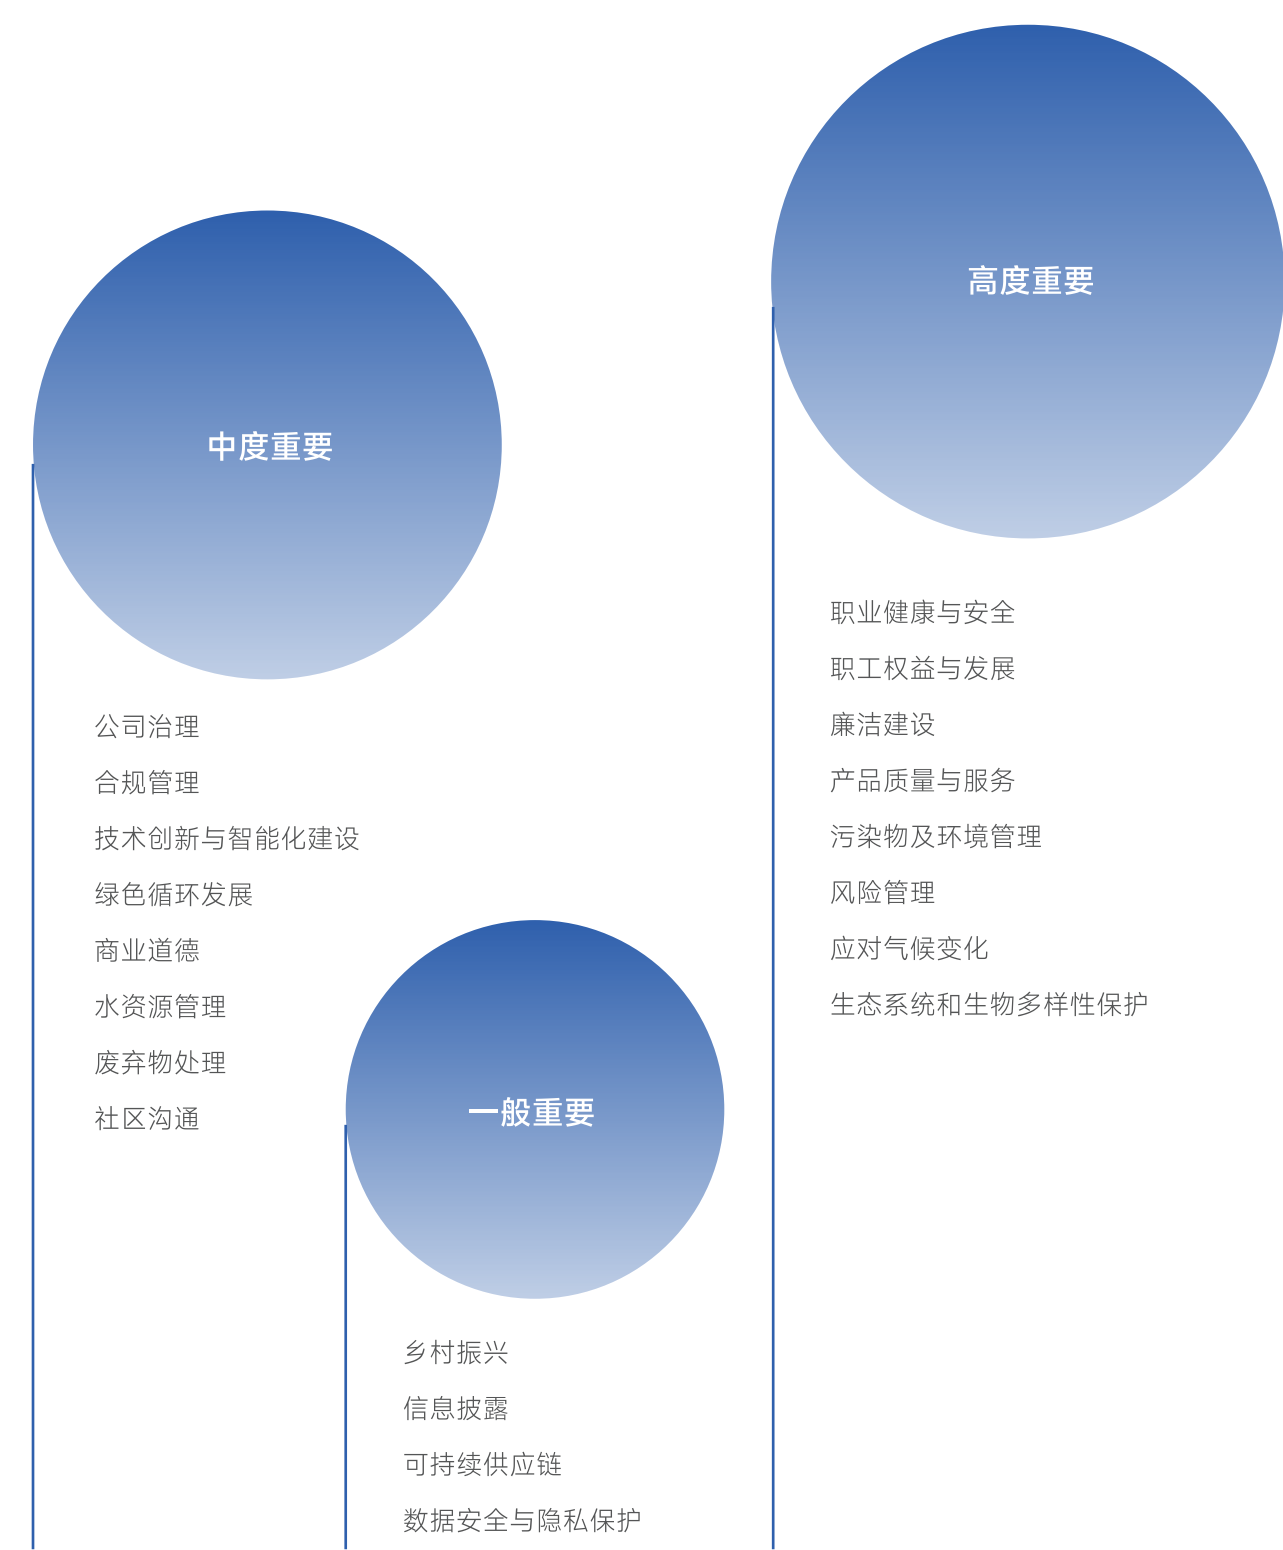 中度重要
公司治理
合规管理
技术创新与智能化建设
绿色循环发展
商业道德
水资源管理
废弃物处理
社区沟通
一般重要
乡村振兴
信息披露
可持续供应链
数据安全与隐私保护
高度重要
职业健康与安全
职工权益与发展
廉洁建设
产品质量与服务
污染物及环境管理
风险管理
应对气候变化
生态系统和生物多样性保护